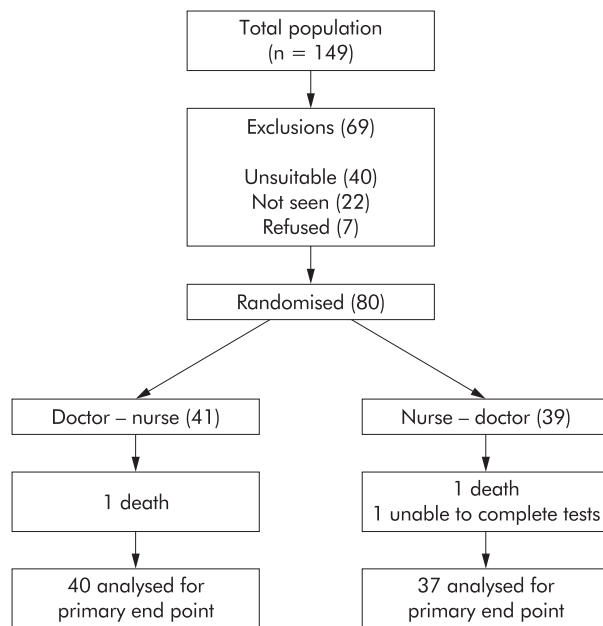 Total population
(n = 149)
Exclusions (69)
Unsuitable (40)
Not seen (22)
Refused (7)
Randomised (80)
Doctor – nurse (41)
Nurse – doctor (39)
1 death
1 death
1 unable to complete tests
40 analysed for
primary end point
37 analysed for
primary end point